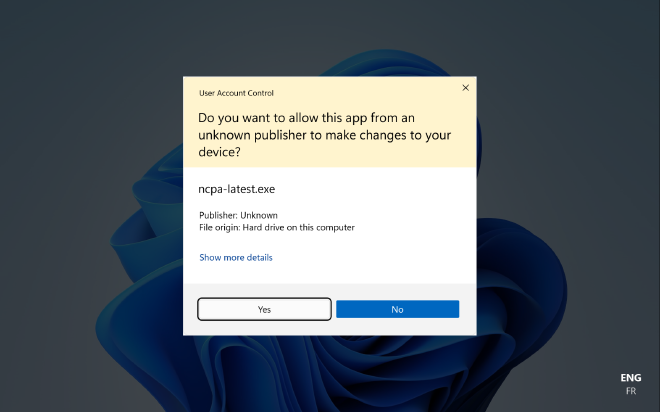 User Account Control
Do you want to allow this app from an
unknown publisher to make changes to your
device?
ncpa-latest.exe
Publisher: Unknown
File origin: Hard drive on this computer
Show more details
Yes
No
ENG
FR